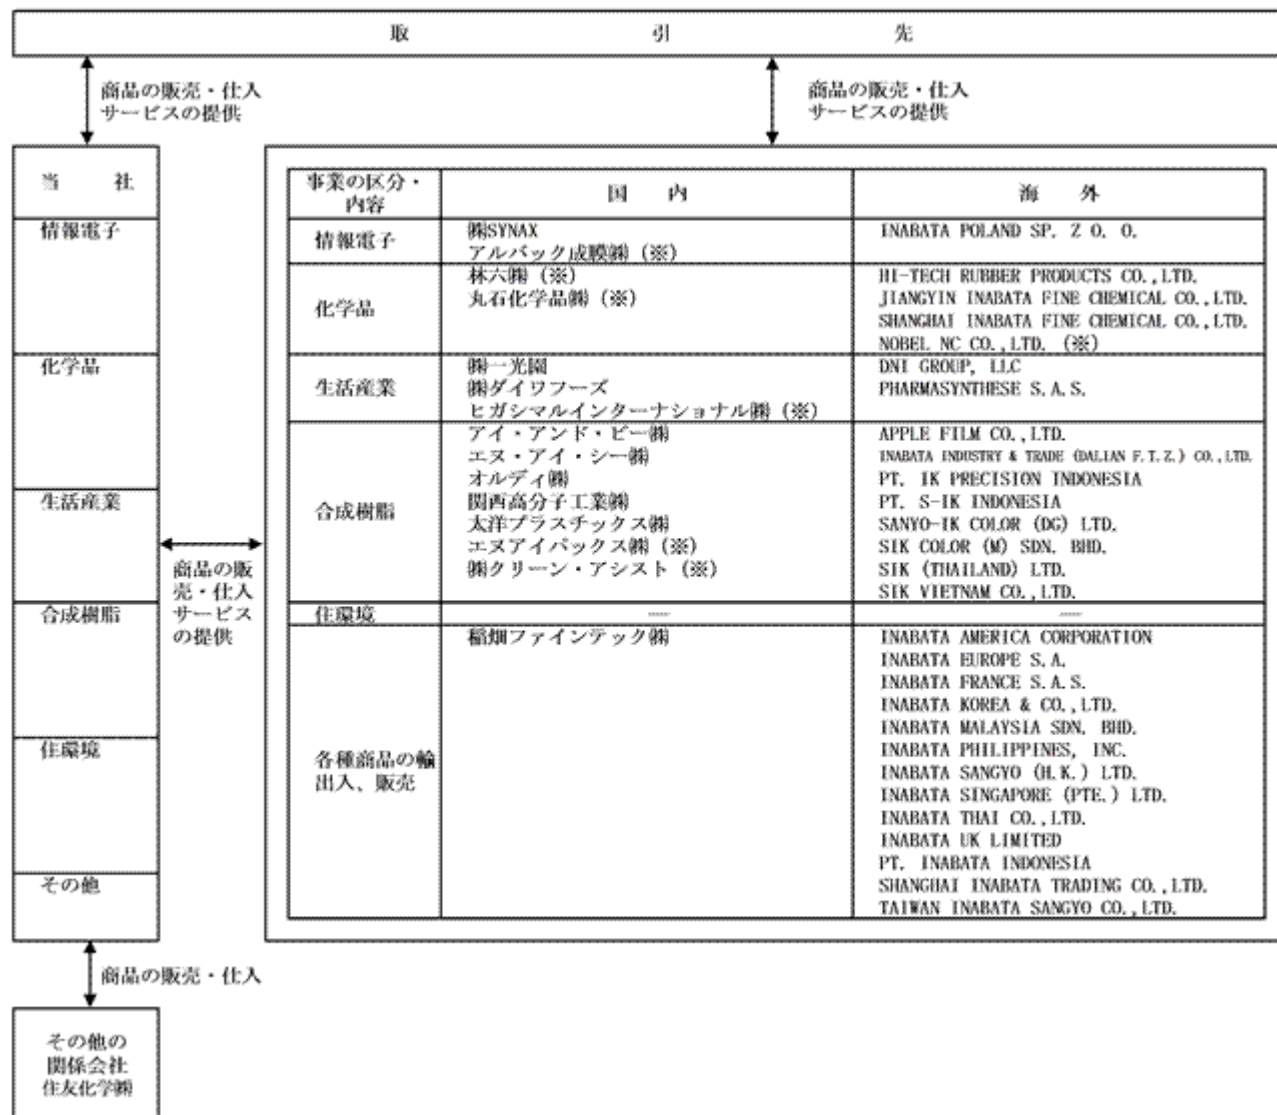 取引先
商品の販売・仕入
サービスの提供
商品の販売・仕入
サービスの提供
当社
情報電子
化学品
生活産業
合成樹脂
住環境
その他
商品の販
売・仕入
サービス
の提供
事業の区分・
内容
国内
海外
情報電子
㈱SYNAX
アルバック成膜㈱（※）
INABATA POLAND SP. Z O. O.
化学品
林六㈱（※）
丸石化学品㈱（※）
HI-TECH RUBBER PRODUCTS CO.,LTD.
JIANGYIN INABATA FINE CHEMICAL CO.,LTD.
SHANGHAI INABATA FINE CHEMICAL CO.,LTD.
NOBEL NC CO.,LTD. (※)
生活産業
㈱一光園
㈱ダイワフーズ
ヒガシマルインターナショナル㈱（※）
DNI GROUP, LLC
PHARMASYNTHESE S.A.S.
合成樹脂
アイ・アンド・ピー㈱
エヌ・アイ・シー㈱
オルディ㈱
関西高分子工業㈱
太洋プラスチックス㈱
エヌアイパックス㈱（※）
㈱クリーン・アシスト（※）
APPLE FILM CO.,LTD.
INABATA INDUSTRY & TRADE (DALIAN F.T.Z.) CO.,LTD.
PT. IK PRECISION INDONESIA
PT. S-IK INDONESIA
SANYO-IK COLOR (DG) LTD.
SIK COLOR (M) SDN. BHD.
SIK (THAILAND) LTD.
SIK VIETNAM CO.,LTD.
住環境
―
―
各種商品の輸
出入、販売
稲畑ファインテック㈱
INABATA AMERICA CORPORATION
INABATA EUROPE S.A.
INABATA FRANCE S.A.S.
INABATA KOREA & CO.,LTD.
INABATA MALAYSIA SDN. BHD.
INABATA PHILIPPINES, INC.
INABATA SANGYO (H.K.) LTD.
INABATA SINGAPORE (PTE.) LTD.
INABATA THAI CO.,LTD.
INABATA UK LIMITED
PT. INABATA INDONESIA
SHANGHAI INABATA TRADING CO.,LTD.
TAIWAN INABATA SANGYO CO.,LTD.
商品の販売・仕入
その他の
関係会社
住友化学㈱